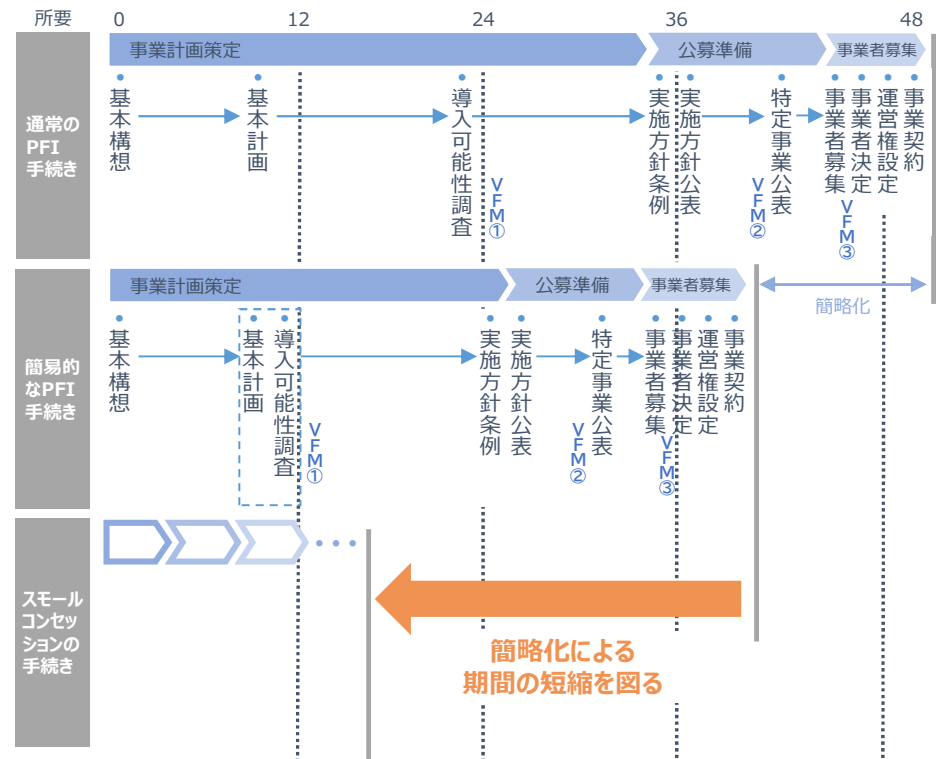 所要 0 12 24 36 48
通常の
PFI
手続き
事業計画策定
公募準備
事業者募集
基本構想
基本計画
導入可能性調査
VFM①
実施方針条例
実施方針公表
VFM②
特定事業公表
事業者募集
VFM③
事業者決定
運営権設定
事業契約
簡略化
簡易的
なPFI
手続き
事業計画策定
公募準備
事業者募集
基本構想
基本計画
導入可能性調査
VFM①
実施方針条例
実施方針公表
VFM②
特定事業公表
事業者募集
VFM③
事業者決定
運営権設定
事業契約
スモール
コンセッ
ションの
手続き
簡略化による
期間の短縮を図る